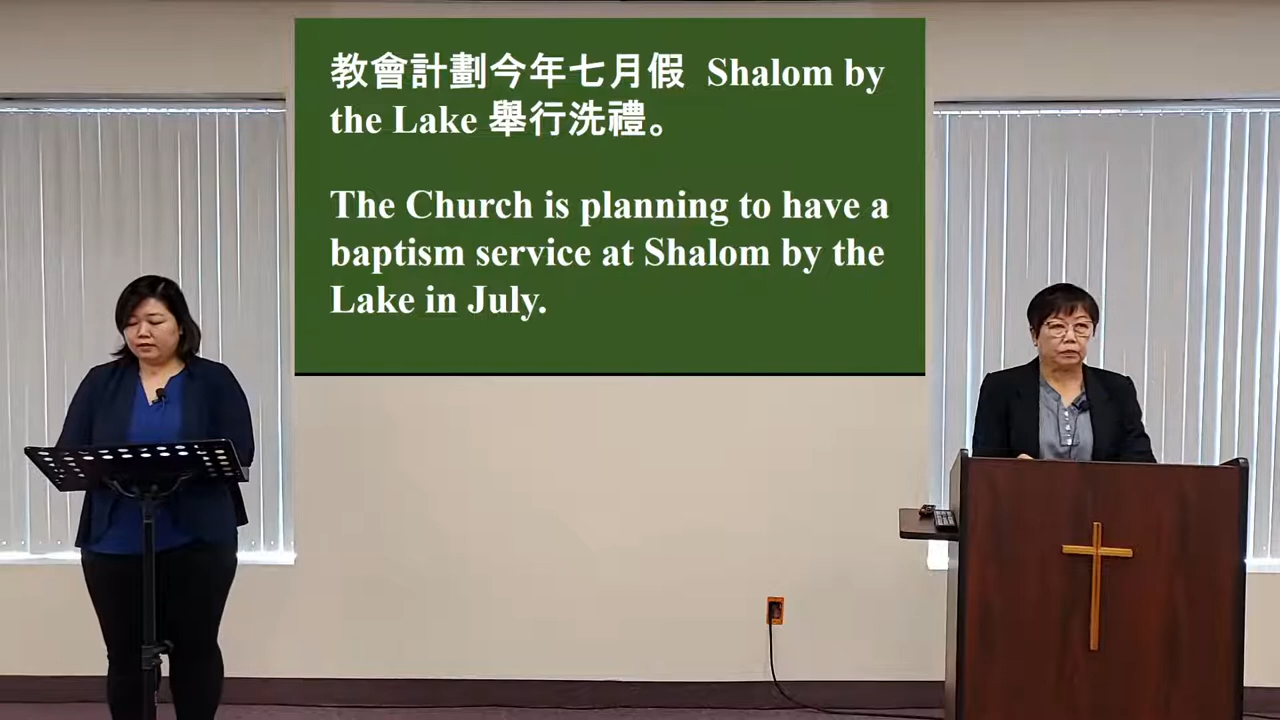 教會計劃今年七月假 Shalom by
the Lake 舉行洗禮。
The Church is planning to have a
baptism service at Shalom by the
Lake in July.